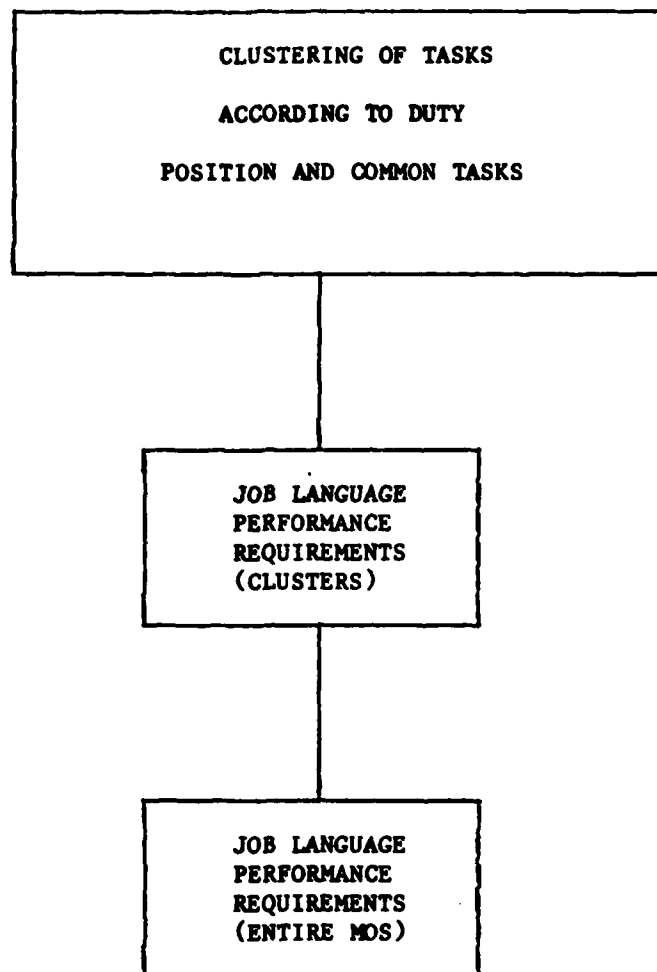 CLUSTERING OF TASKS
ACCORDING TO DUTY
POSITION AND COMMON TASKS
JOB LANGUAGE
PERFORMANCE
REQUIREMENTS
(CLUSTERS)
JOB LANGUAGE
PERFORMANCE
REQUIREMENTS
(ENTIRE MOS)